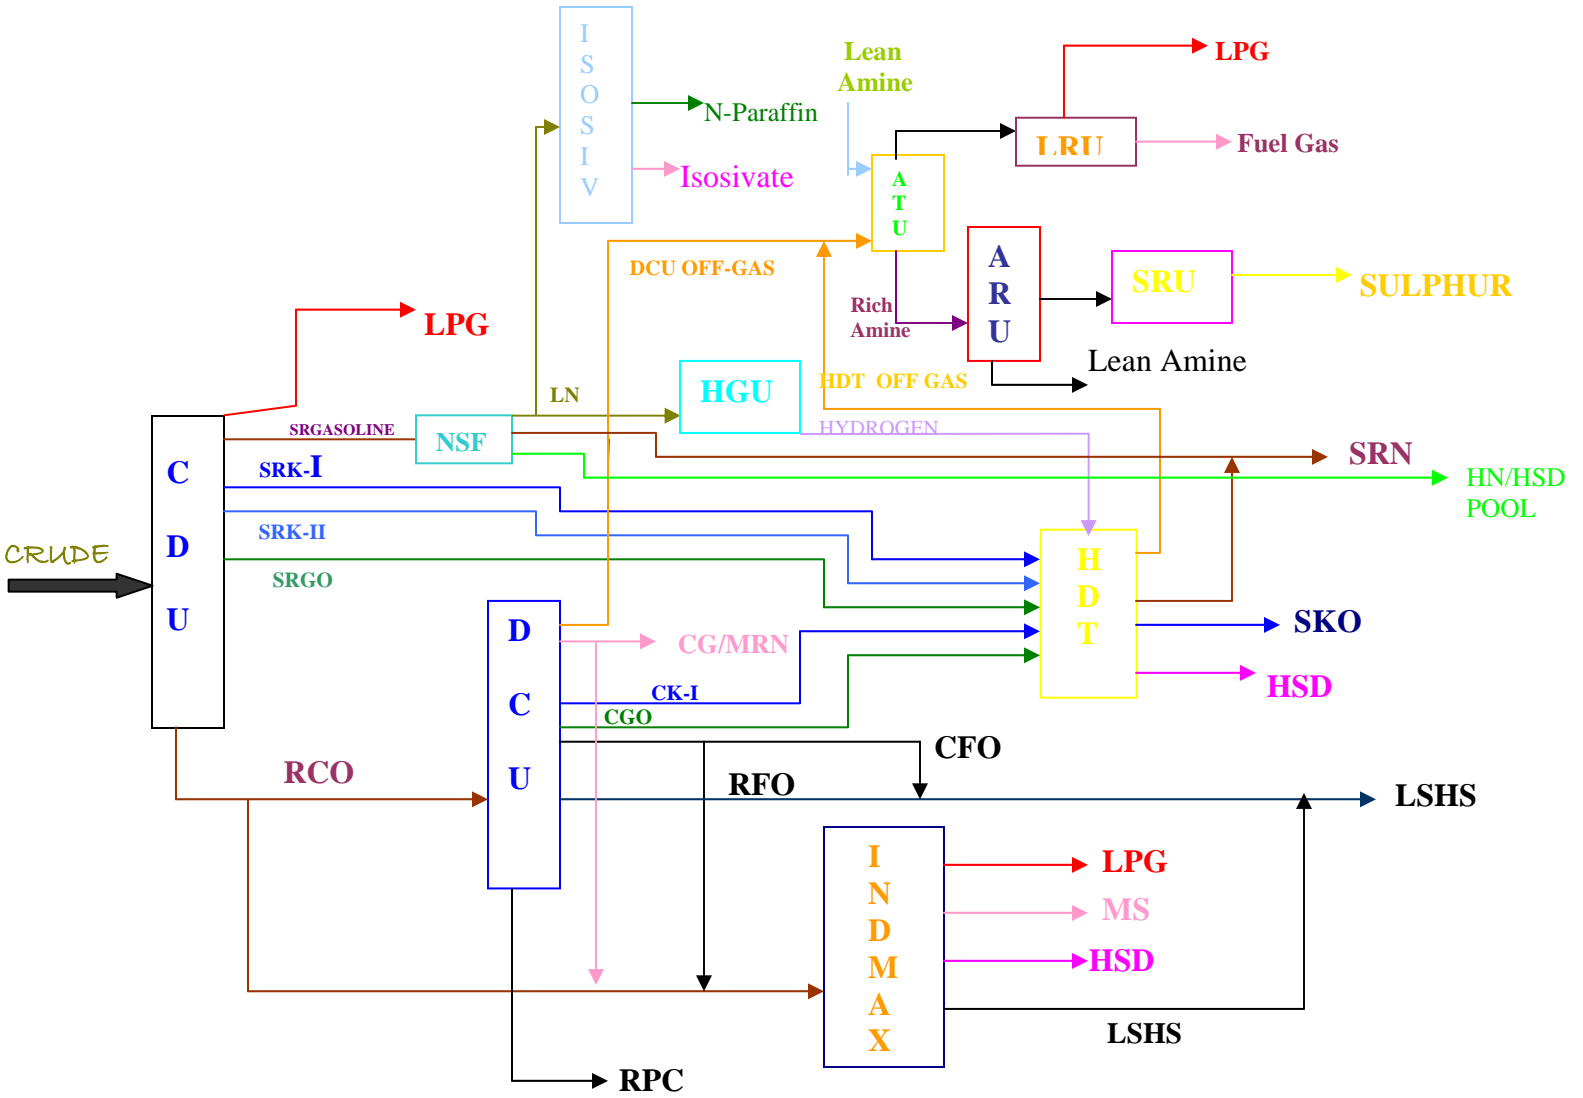 I
S
O
S
I
V
Lean
Amine
LPG
N-Paraffin
LRU
Fuel Gas
Isosivate
A
T
U
DCU OFF-GAS
A
R
U
SRU
SULPHUR
Rich
Amine
LPG
Lean Amine
HGU
HDT OFF GAS
LN
SRGASOLINE
NSF
HYDROGEN
SRN
C
D
U
SRK-I
HN/HSD
POOL
SRK-II
CRUDE
SRGO
H
D
T
D
C
U
CG/MRN
SKO
CK-I
HSD
CGO
CFO
RCO
RFO
LSHS
I
N
D
M
A
X
LPG
MS
HSD
LSHS
RPC